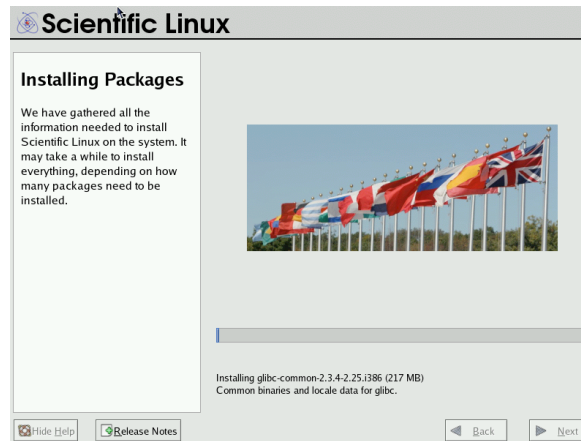 Scientific Linux
Installing Packages
We have gathered all the
information needed to install
Scientific Linux on the system. It
may take a while to install
everything, depending on how
many packages need to be
installed.
Installing glibc-common-2.3.4-2.25.i386 (217 MB)
Common binaries and locale data for glibc.
Hide Help
Release Notes
Back
Next